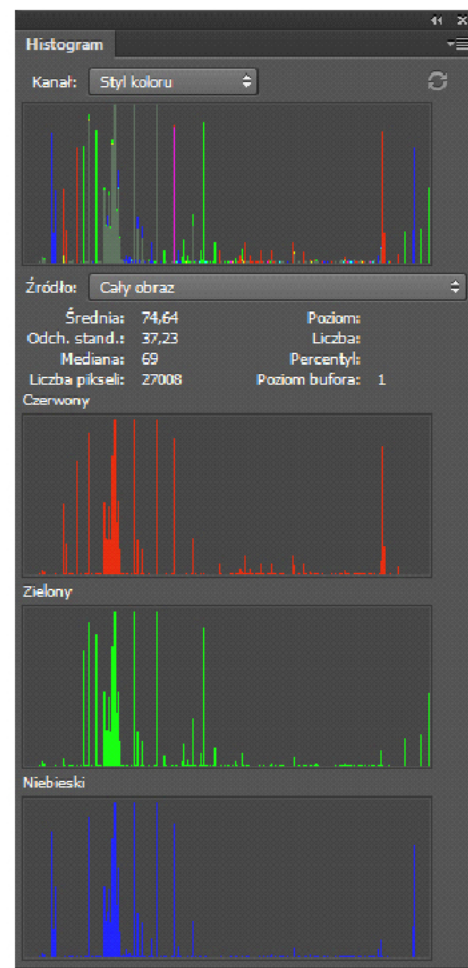 Histogram
Kanał: Styl koloru
Źródło: Cały obraz
Średnia: 74,64 Poziom:
Odch. stand.: 37,23 Liczba:
Mediana: 69 Percentyl:
Liczba pikseli: 27008 Poziom bufora: 1
Czerwony
Zielony
Niebieski